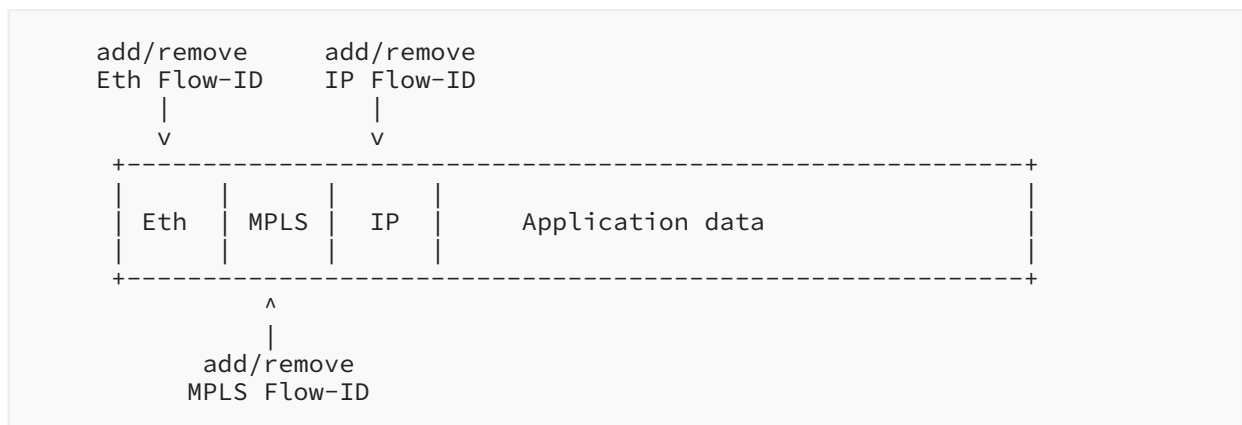 add/remove add/remove
Eth Flow-ID IP Flow-ID
Eth MPLS IP Application data
add/remove
MPLS Flow-ID